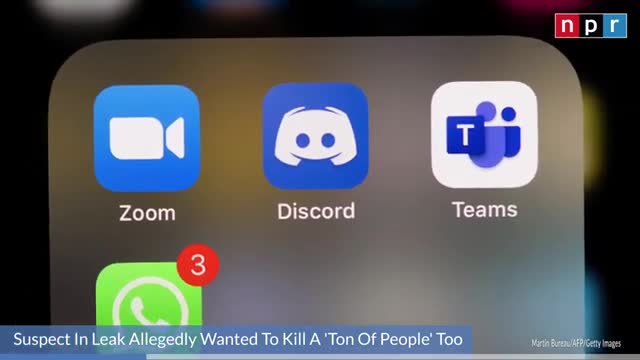 npr
T
Zoom
Discord
Teams
3
Suspect In Leak Allegedly Wanted To Kill A 'Ton Of People' Too
Martin Bureau/AFP/Getty Images